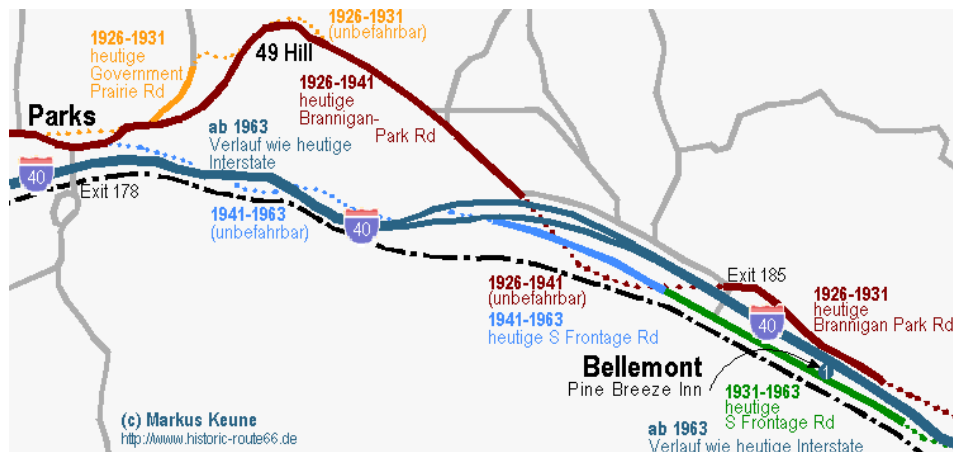 1926-1931
(unbefahrbar)
1926-1931
heutige
Government
Prairie Rd
49 Hill
1926-1941
heutige
Brannigan-
Park Rd
Parks
ab 1963
Verlauf wie heutige
Interstate
40
Exit 178
1941-1963
(unbefahrbar)
40
Exit 185
1926-1941
(unbefahrbar)
1941-1963
heutige S Frontage Rd
1926-1931
heutige
Brannigan Park Rd
40
Bellemont
Pine Breeze Inn
1
1931-1963
heutige
S Frontage Rd
ab 1963
Verlauf wie heutige Interstate
(c) Markus Keune
http://www.historic-route66.de